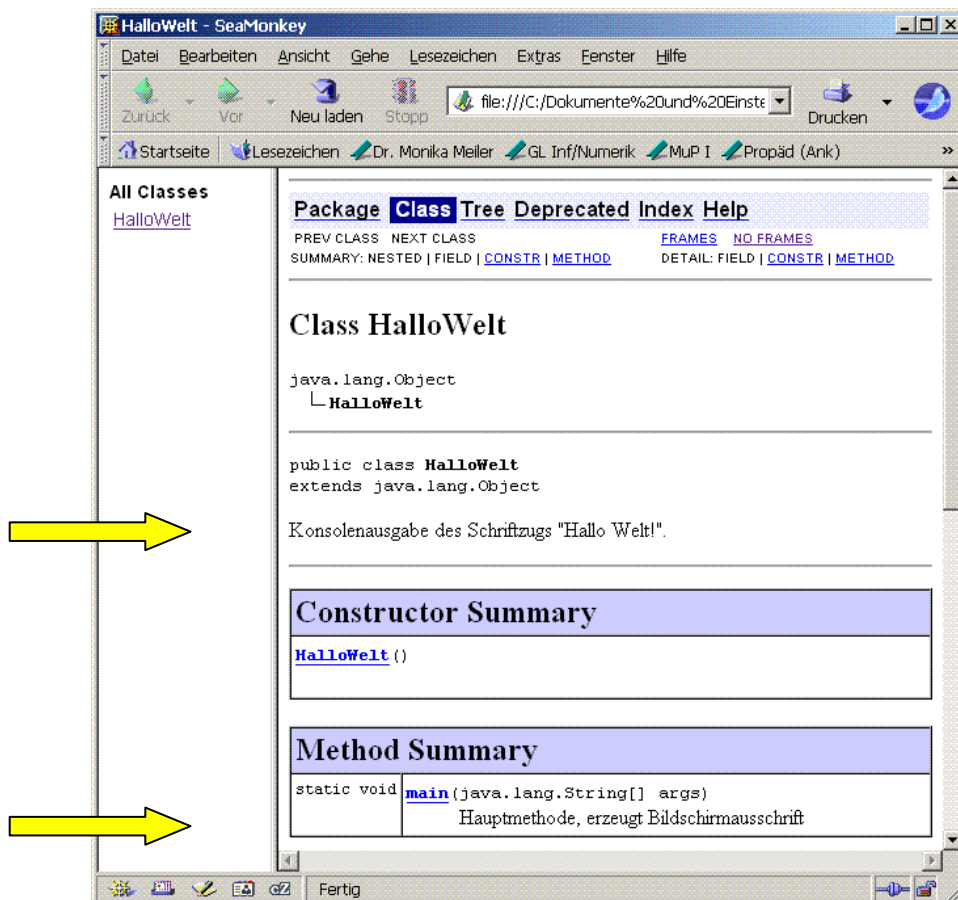 HalloWelt - SeaMonkey
Datei Bearbeiten Ansicht Gehe Lesezeichen Extras Fenster Hilfe
Zurück Vor Neu laden Stopp file:///C:/Dokumente%20und%20Einste Drucken
Startseite Lesezeichen Dr. Monika Meiler GL Inf/Numerik MuP I Propäd (Ank) »
All Classes
HalloWelt
Package Class Tree Deprecated Index Help
PREV CLASS NEXT CLASS FRAMES NO FRAMES
SUMMARY: NESTED | FIELD | CONSTR | METHOD DETAIL: FIELD | CONSTR | METHOD
Class HalloWelt
java.lang.Object
HalloWelt
public class HalloWelt
extends java.lang.Object
Konsolenausgabe des Schriftzugs "Hallo Welt!".
Constructor Summary
HalloWelt()
Method Summary
static void main(java.lang.String[] args)
Hauptmethode, erzeugt Bildschirmausschrift
Fertig